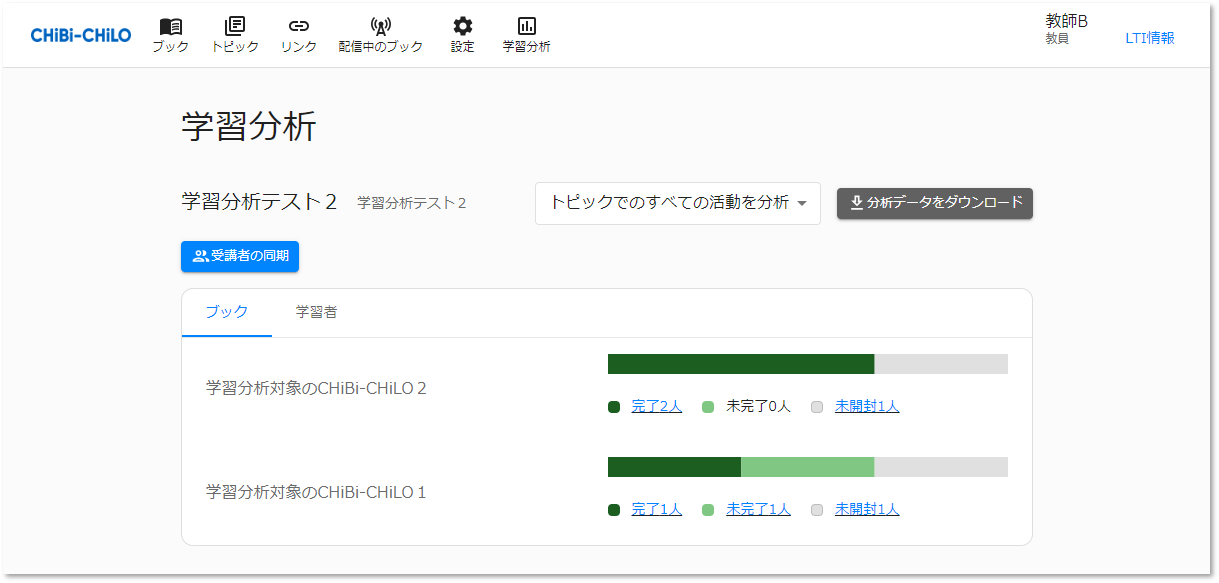 CHiBi-CHiLO
ブック トピック リンク 配信中のブック 設定 学習分析
教師B
教員
LTI情報
学習分析
学習分析テスト２ 学習分析テスト２ トピックでのすべての活動を分析 分析データをダウンロード
受講者の同期
ブック 学習者
学習分析対象のCHiBi-CHiLO２
完了2人 未完了0人 未開封1人
学習分析対象のCHiBi-CHiLO１
完了1人 未完了1人 未開封1人